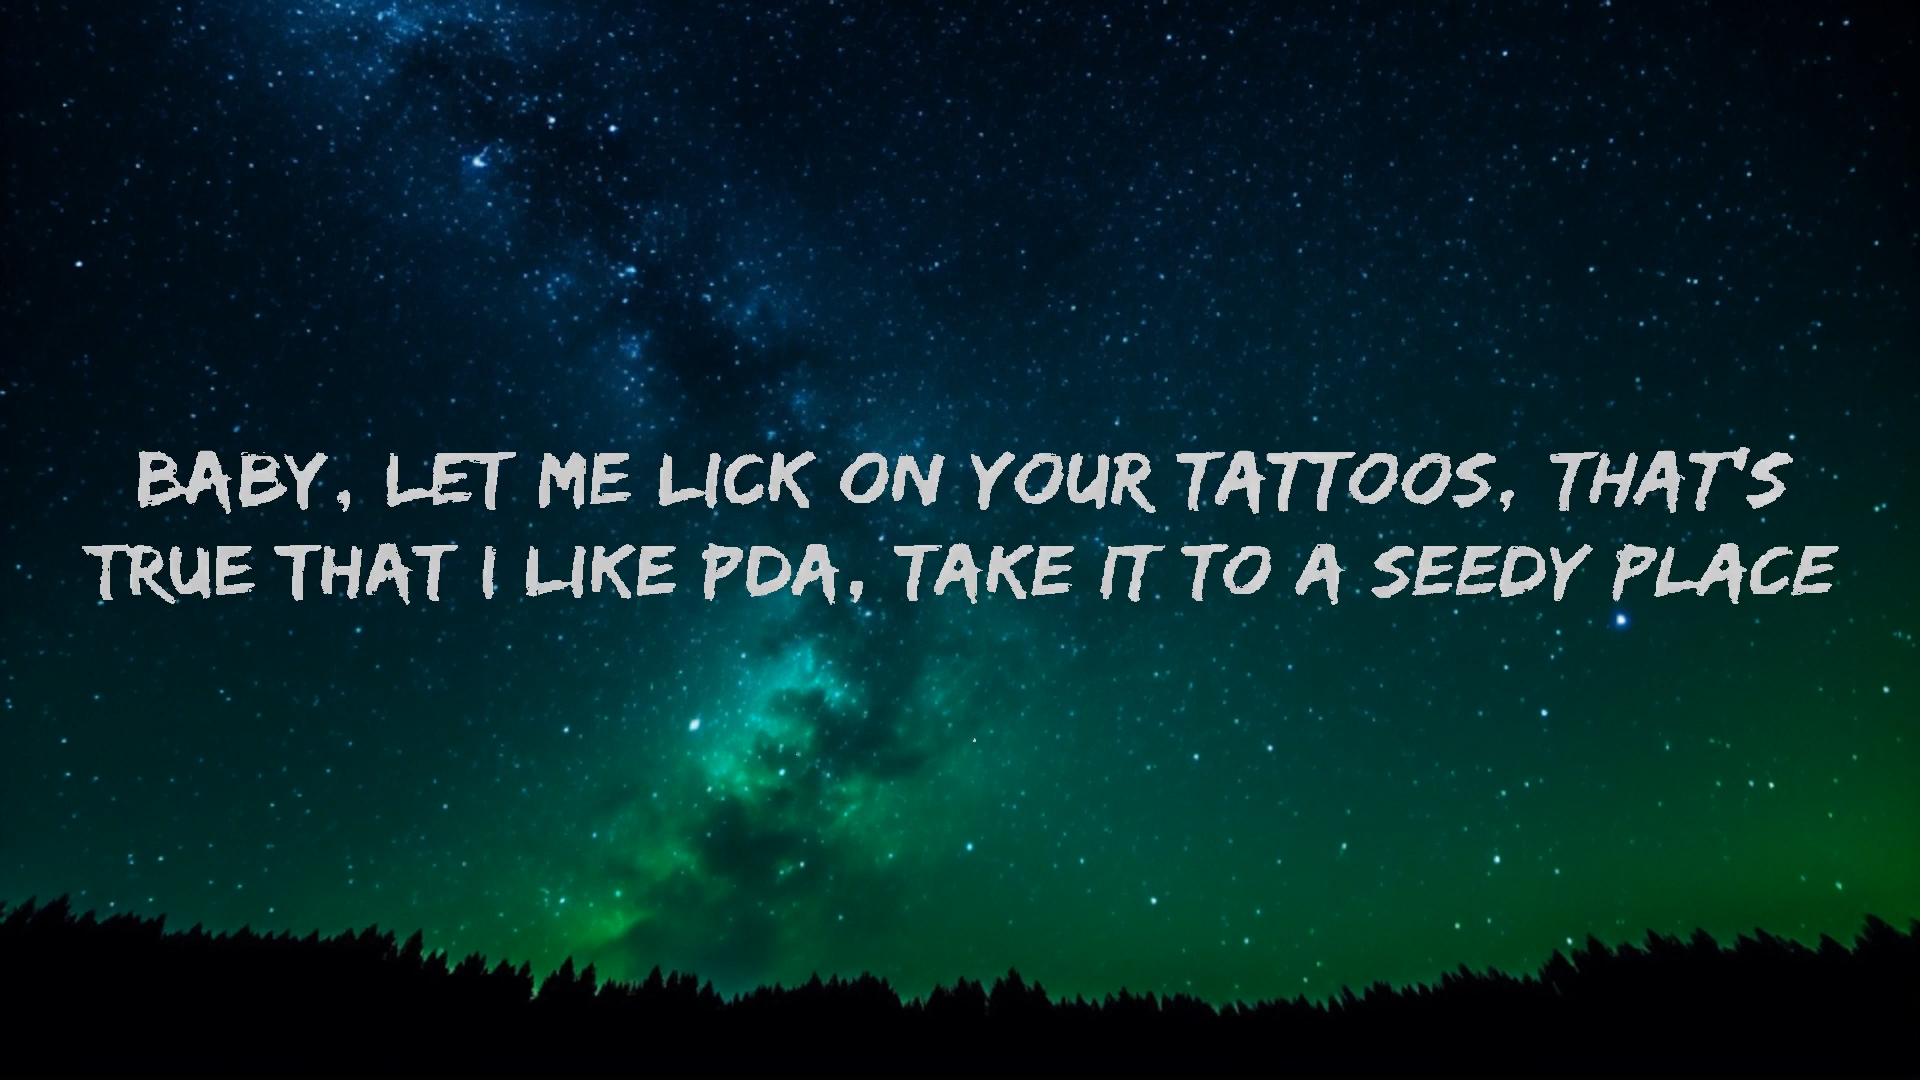 BABY, LET ME LICK ON YOUR TATTOOS, THAT'S
TRUE THAT I LIKE PDA, TAKE IT TO A SEEDY PLACE